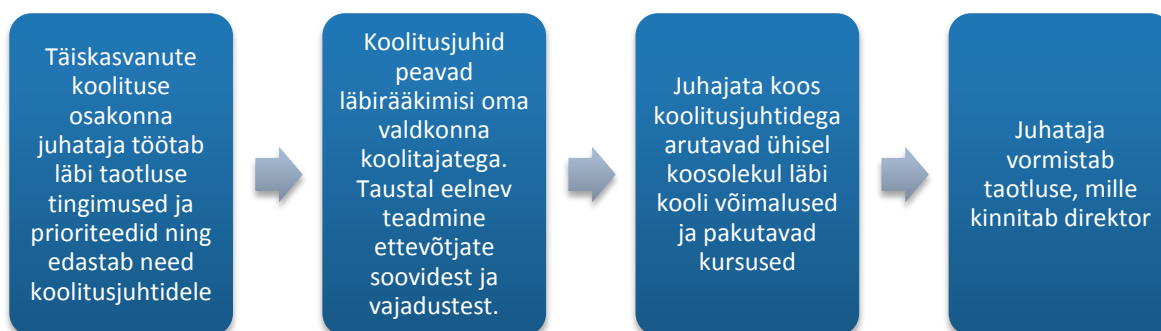 Täiskasvanute
koolituse
osakonna
juhataja töötab
läbi taotluse
tingimused ja
prioriteedid ning
edastab need
koolitusjuhtidele
Koolitusjuhid
peavad
läbirääkimisi oma
valdkonna
koolitajatega.
Taustal eelnev
teadmine
ettevõtjate
soovidest ja
vajadustest.
Juhajata koos
koolitusjuhtidega
arutavad ühisel
koosolekul läbi
kooli võimalused
ja pakutavad
kursused
Juhataja
vormistab
taotluse, mille
kinnitab direktor